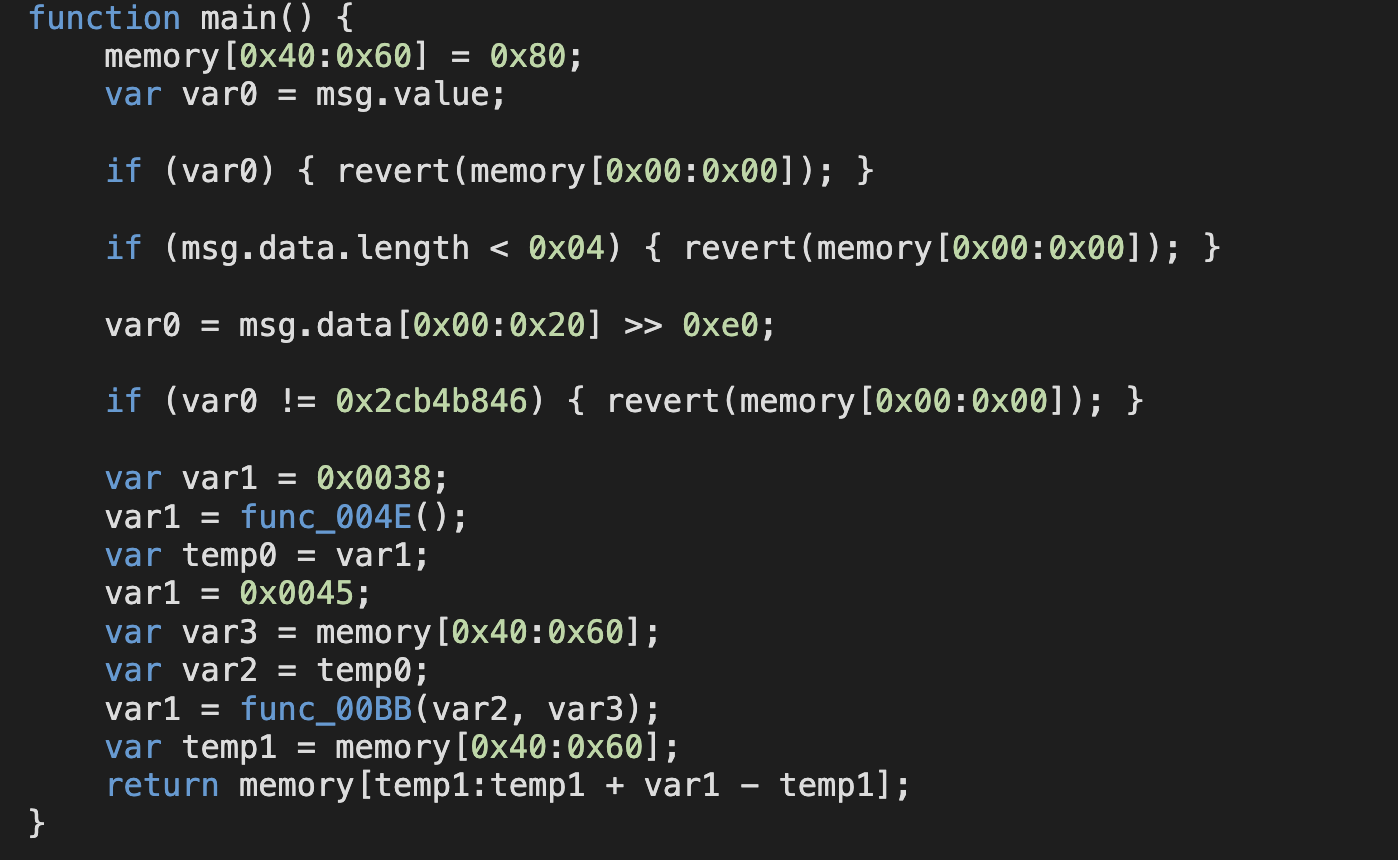 function main() {
    memory[0x40:0x60] = 0x80;
    var var0 = msg.value;

    if (var0) { revert(memory[0x00:0x00]); }

    if (msg.data.length < 0x04) { revert(memory[0x00:0x00]); }

    var0 = msg.data[0x00:0x20] >> 0xe0;

    if (var0 != 0x2cb4b846) { revert(memory[0x00:0x00]); }

    var var1 = 0x0038;
    var1 = func_004E();
    var temp0 = var1;
    var1 = 0x0045;
    var var3 = memory[0x40:0x60];
    var var2 = temp0;
    var1 = func_00BB(var2, var3);
    var temp1 = memory[0x40:0x60];
    return memory[temp1:temp1 + var1 - temp1];
}